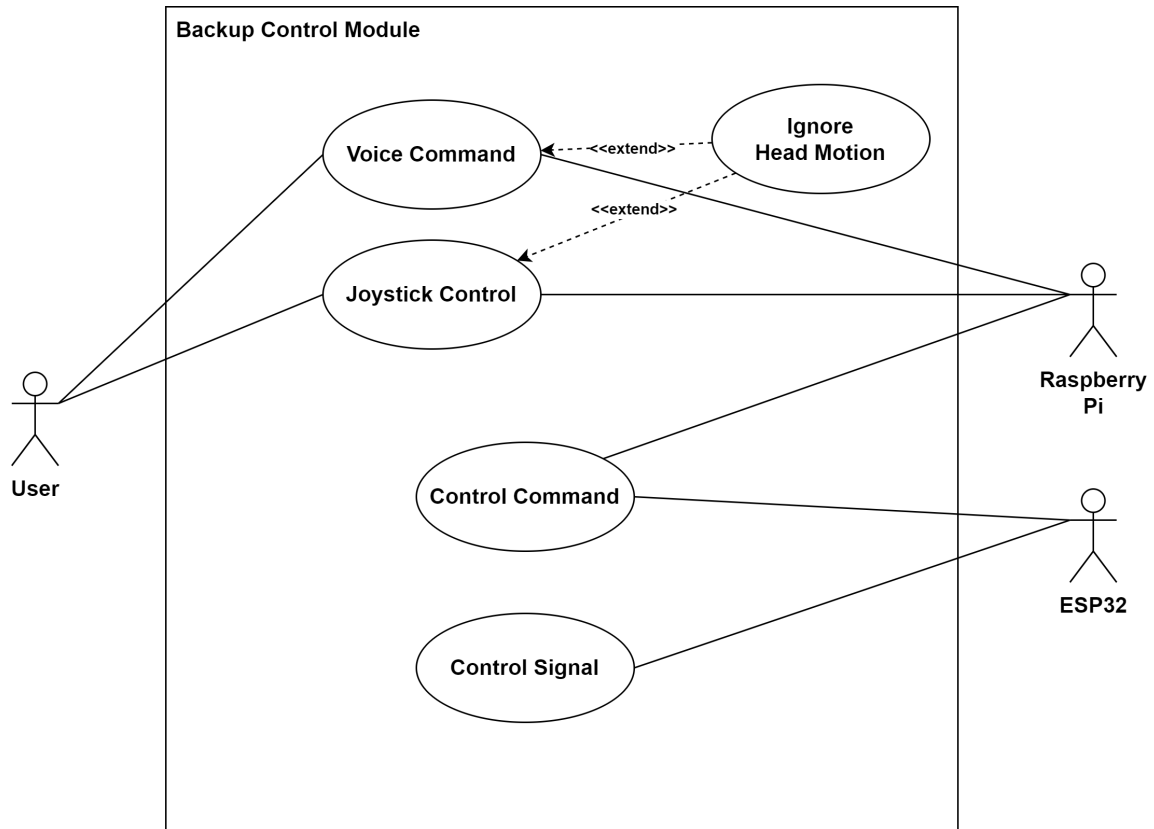 Backup Control Module
Voice Command
<<extend>>
Ignore
Head Motion
<<extend>>
Joystick Control
Raspberry
Pi
User
Control Command
ESP32
Control Signal